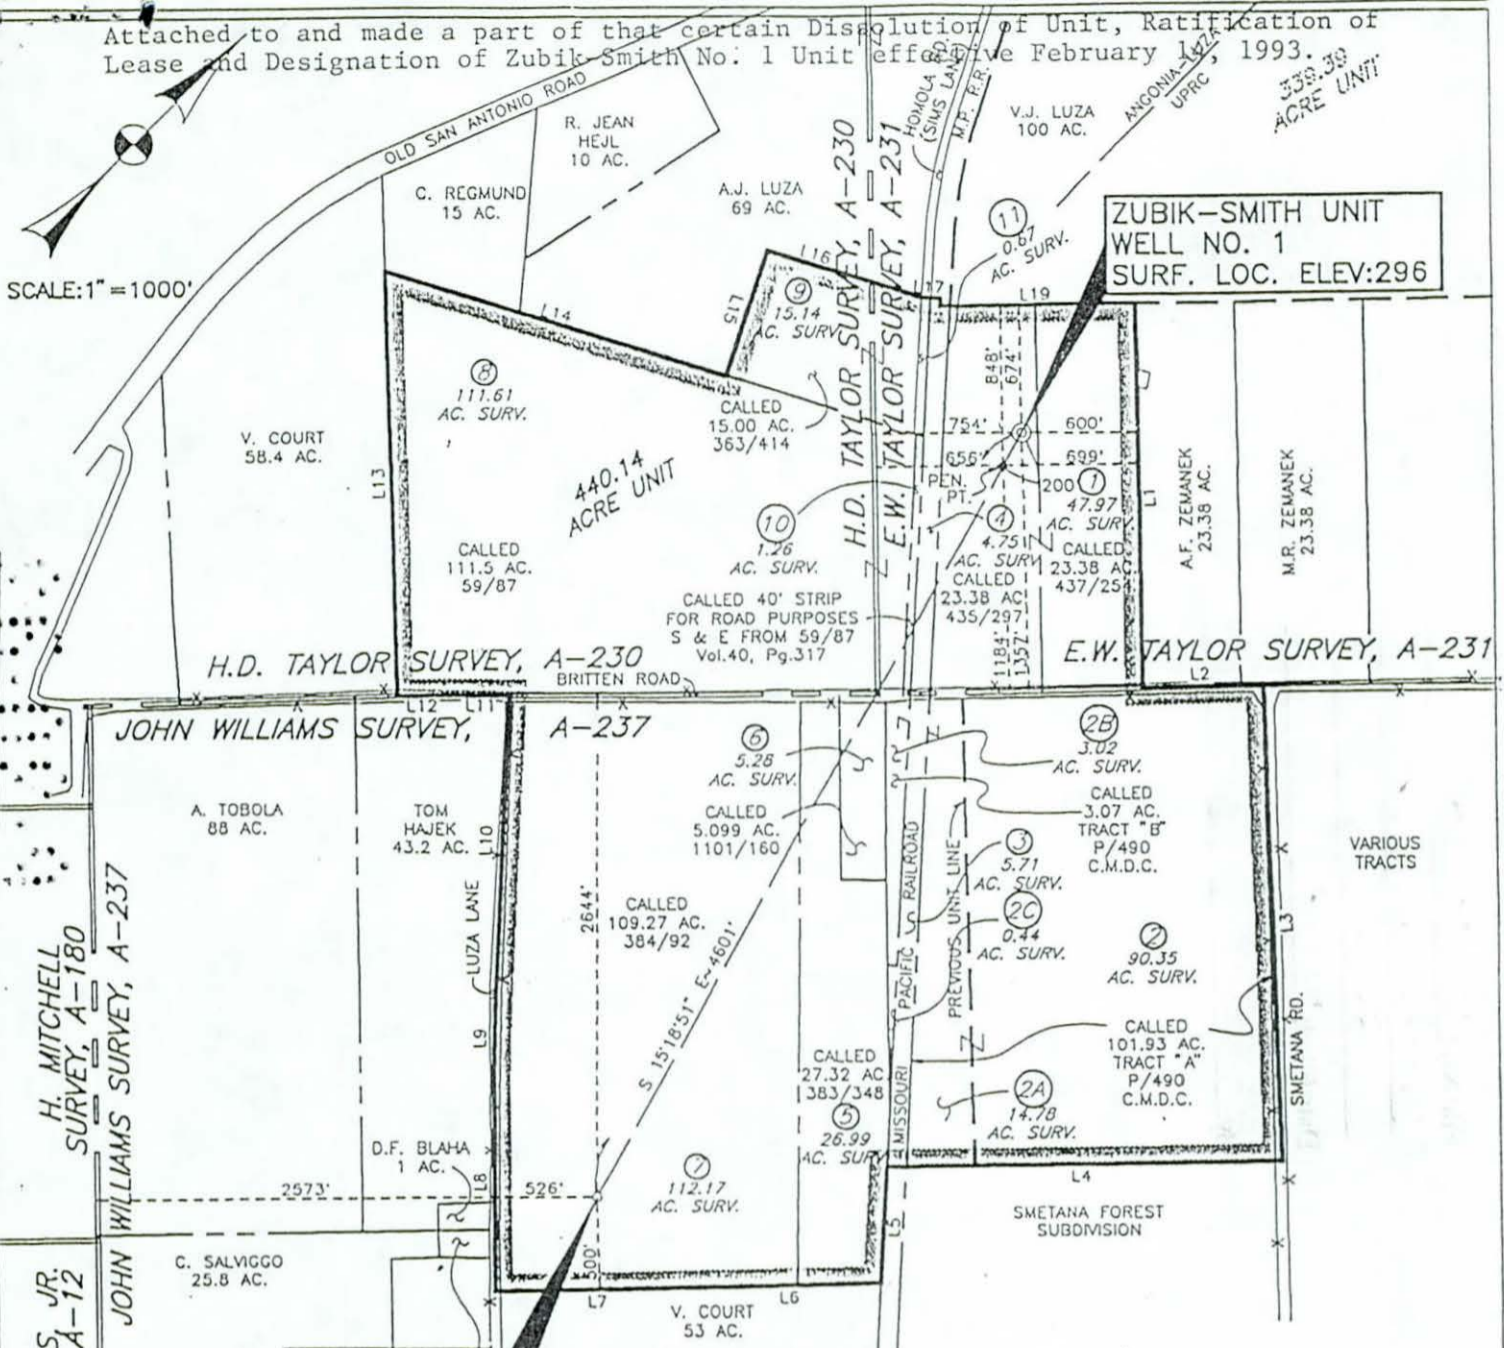 Attached to and made a part of that certain Dissolution of Unit, Ratification of
Lease and Designation of Zubik-Smith No. 1 Unit effective February 1, 1993.
OLD SAN ANTONIO ROAD
R. JEAN
HEJL
10 AC.
C. REGMUND
15 AC.
A.J. LUZA
69 AC.
HOMOLA RD.
(SIMS LANE)
M.P. R.R.
V.J. LUZA
100 AC.
ANGONIA-LUZA
UPRC
339.39
ACRE UNIT
SCALE:1"=1000'
ZUBIK-SMITH UNIT
WELL NO. 1
SURF. LOC. ELEV:296
11
0.67
AC. SURV.
L16
L17
L19
L15
L14
9
15.14
AC. SURV.
8
111.61
AC. SURV.
H.D. TAYLOR SURVEY, A-230
E.W. TAYLOR SURVEY, A-231
848'
674'
754'
600'
656'
699'
PEN.
PT.
200'
1
47.97
AC. SURV.
L1
V. COURT
58.4 AC.
L13
CALLED
15.00 AC.
363/414
440.14
ACRE UNIT
A.F. ZEMANEK
23.38 AC.
M.R. ZEMANEK
23.38 AC.
10
1.26
AC. SURV.
4
4.75
AC. SURV.
CALLED
111.5 AC.
59/87
CALLED
23.38 AC
435/297
CALLED
23.38 AC.
437/254
CALLED 40' STRIP
FOR ROAD PURPOSES
S & E FROM 59/87
Vol.40, Pg.317
1184'
1352'
H.D. TAYLOR SURVEY, A-230
E.W. TAYLOR SURVEY, A-231
BRITTEN ROAD
L2
L12
L11
JOHN WILLIAMS SURVEY, A-237
6
5.28
AC. SURV.
2B
3.02
AC. SURV.
A. TOBOLA
88 AC.
TOM
HAJEK
43.2 AC.
L10
CALLED
5.099 AC.
1101/160
CALLED
3.07 AC.
TRACT "B"
P/490
C.M.D.C.
VARIOUS
TRACTS
3
5.71
AC. SURV.
2C
0.44
AC. SURV.
2
90.35
AC. SURV.
L3
LUZA LANE
2644'
CALLED
109.27 AC.
384/92
MISSOURI PACIFIC RAILROAD
PREVIOUS UNIT LINE
H. MITCHELL
SURVEY, A-180
JOHN WILLIAMS SURVEY, A-237
L9
S 15°18'51" E~4601'
CALLED
27.32 AC
383/348
5
26.99
AC. SURV.
CALLED
101.93 AC.
TRACT "A"
P/490
C.M.D.C.
SMETANA RD.
2A
14.78
AC. SURV.
D.F. BLAHA
1 AC.
L8
2573'
526'
7
112.17
AC. SURV.
L4
L5
SMETANA FOREST
SUBDIVISION
C. SALVIGGO
25.8 AC.
500'
L7
L6
V. COURT
53 AC.
S, JR.
A-12